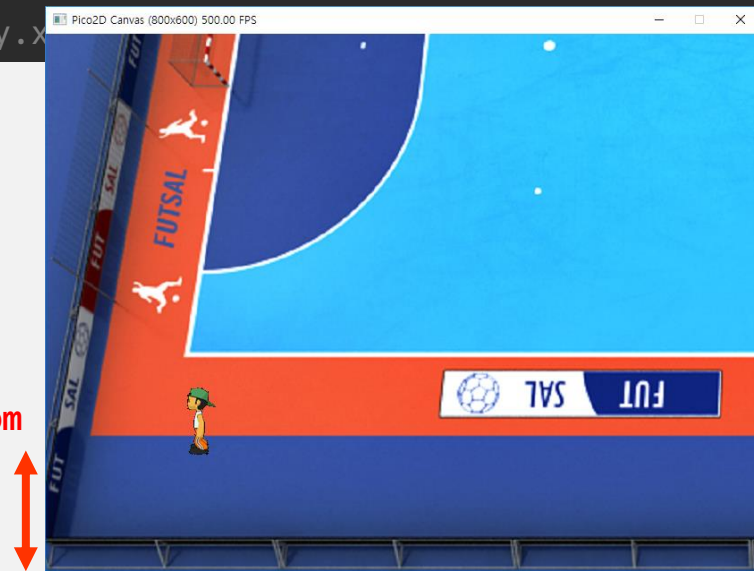 y.x
Pico2D Canvas (800x600) 500.00 FPS
FUT
SAL
FUT
SAL
FUT
FUTSAL
SAL
FUT
om